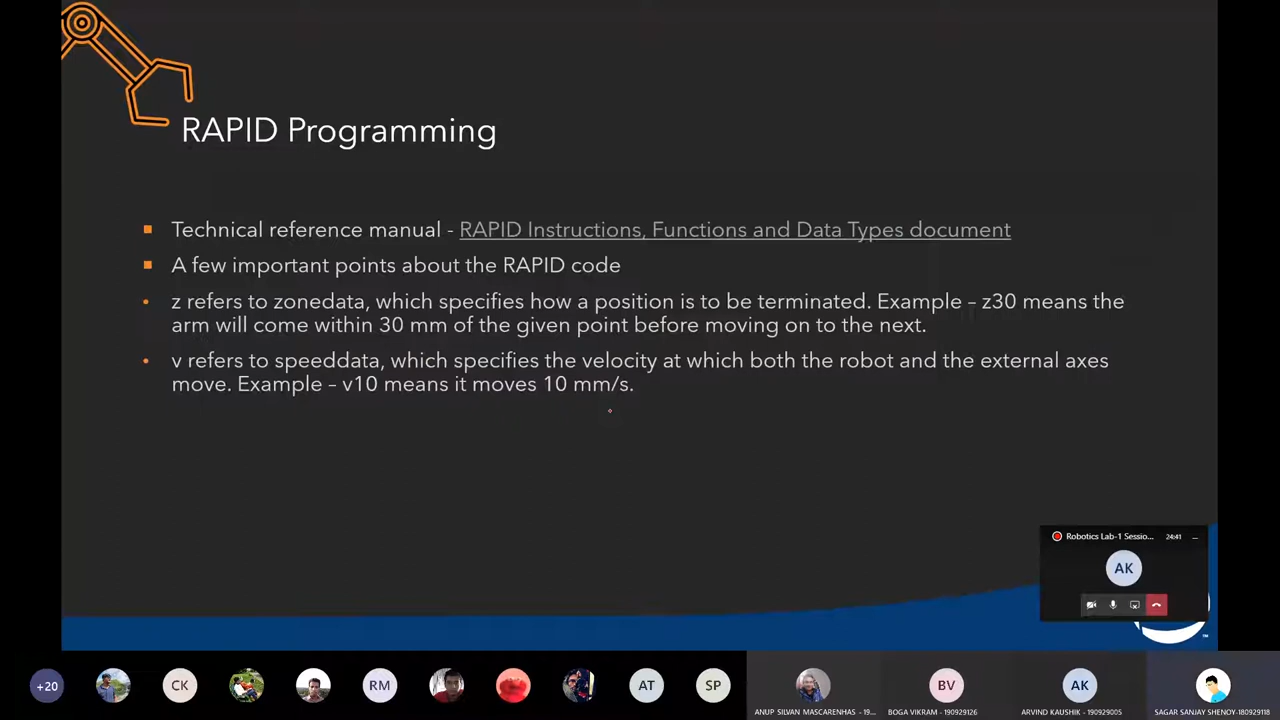 RAPID Programming
Technical reference manual - RAPID Instructions, Functions and Data Types document
A few important points about the RAPID code
z refers to zonedata, which specifies how a position is to be terminated. Example – z30 means the
arm will come within 30 mm of the given point before moving on to the next.
v refers to speeddata, which specifies the velocity at which both the robot and the external axes
move. Example – v10 means it moves 10 mm/s.
Robotics Lab-1 Sessio... 24:41
AK
+20 CK RM AT SP BV AK
ANUP SILVAN MASCARENHAS - 19... BOGA VIKRAM - 190929126 ARVIND KAUSHIK - 190929005 SAGAR SANJAY SHENOY-180929118